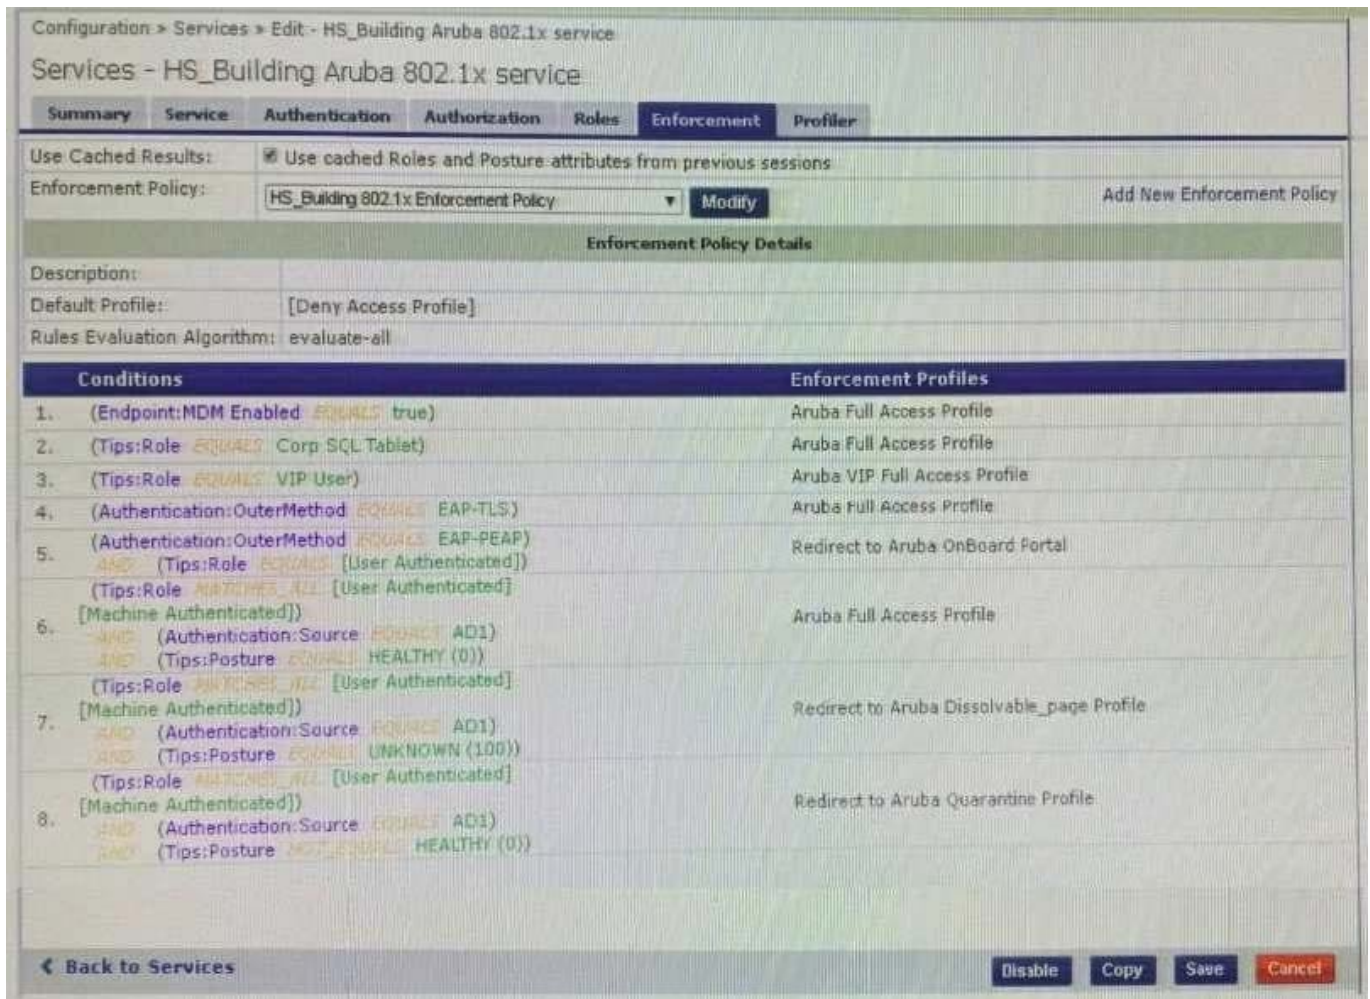 Configuration » Services » Edit - HS_Building Aruba 802.1x service
Services - HS_Building Aruba 802.1x service
Summary Service Authentication Authorization Roles Enforcement Profiler
Use Cached Results: Use cached Roles and Posture attributes from previous sessions
Enforcement Policy: HS_Building 802.1x Enforcement Policy Modify Add New Enforcement Policy
Enforcement Policy Details
Description:
Default Profile: [Deny Access Profile]
Rules Evaluation Algorithm: evaluate-all
Conditions Enforcement Profiles
1. (Endpoint:MDM Enabled EQUALS true) Aruba Full Access Profile
2. (Tips:Role EQUALS Corp SQL Tablet) Aruba Full Access Profile
3. (Tips:Role EQUALS VIP User) Aruba VIP Full Access Profile
4. (Authentication:OuterMethod EQUALS EAP-TLS) Aruba Full Access Profile
(Authentication:OuterMethod EQUALS EAP-PEAP)
5. AND (Tips:Role EQUALS [User Authenticated]) Redirect to Aruba OnBoard Portal
(Tips:Role MATCHES_ALL [User Authenticated]
[Machine Authenticated])
6. AND (Authentication:Source EQUALS AD1) Aruba Full Access Profile
AND (Tips:Posture EQUALS HEALTHY (0))
(Tips:Role MATCHES_ALL [User Authenticated]
[Machine Authenticated])
7. AND (Authentication:Source EQUALS AD1) Redirect to Aruba Dissolvable_page Profile
AND (Tips:Posture EQUALS UNKNOWN (100))
(Tips:Role MATCHES_ALL [User Authenticated]
[Machine Authenticated])
8. AND (Authentication:Source EQUALS AD1) Redirect to Aruba Quarantine Profile
AND (Tips:Posture NOT_EQUALS HEALTHY (0))
Back to Services Disable Copy Save Cancel